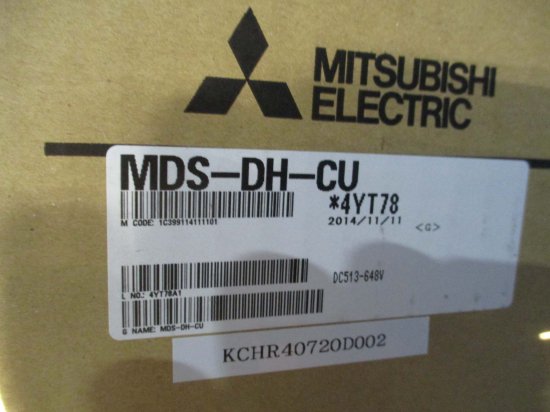 MITSUBISHI
ELECTRIC
MDS-DH-CU
*4YT78
M CODE: 1C399114111101
2014/11/11
<G>
DC513-648V
L NO.: 4YT78A1
G NAME: MDS-DH-CU
KCHR40720D002